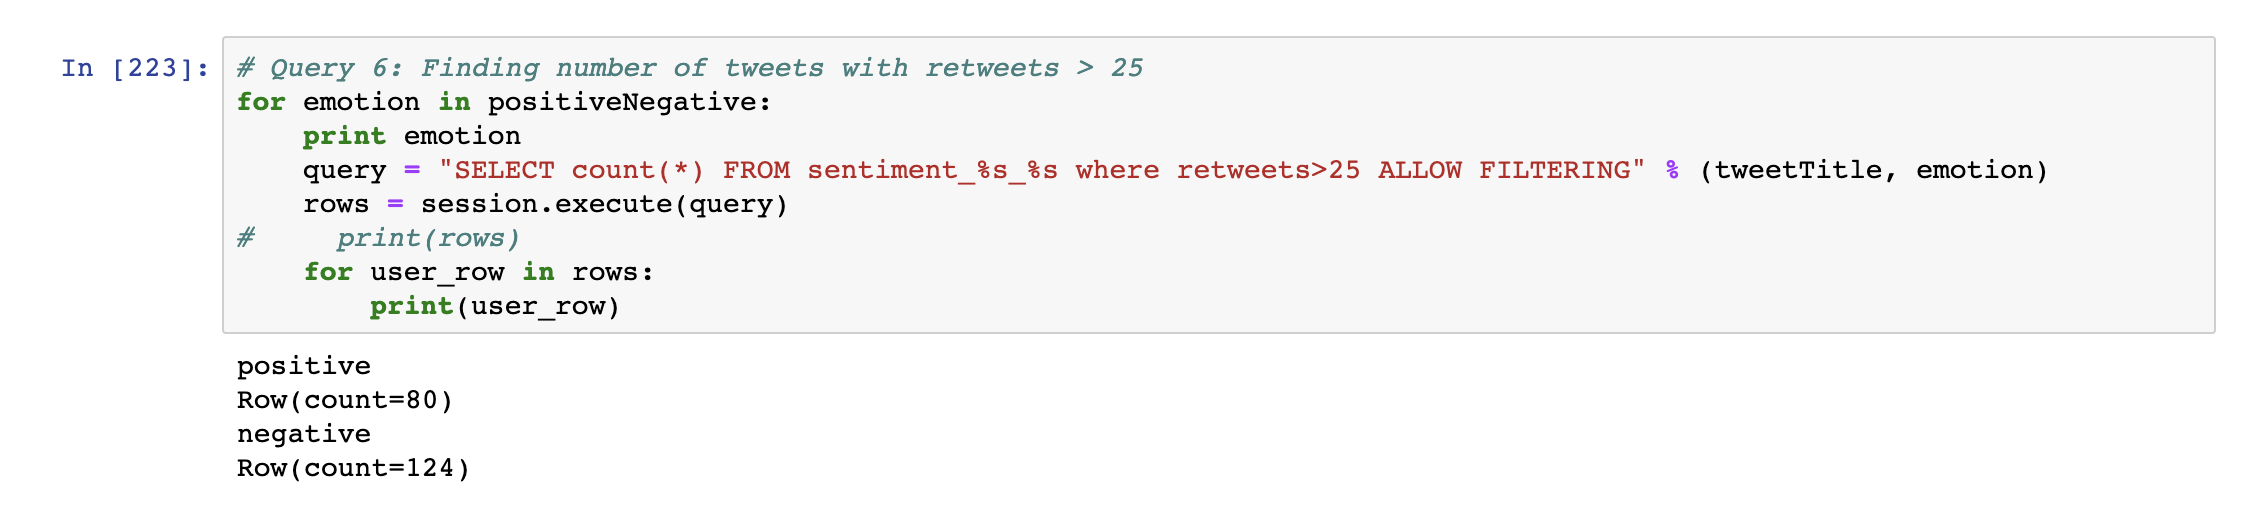 In [223]: # Query 6: Finding number of tweets with retweets > 25
for emotion in positiveNegative:
    print emotion
    query = "SELECT count(*) FROM sentiment_%s_%s where retweets>25 ALLOW FILTERING" % (tweetTitle, emotion)
    rows = session.execute(query)
#     print(rows)
    for user_row in rows:
        print(user_row)
positive
Row(count=80)
negative
Row(count=124)